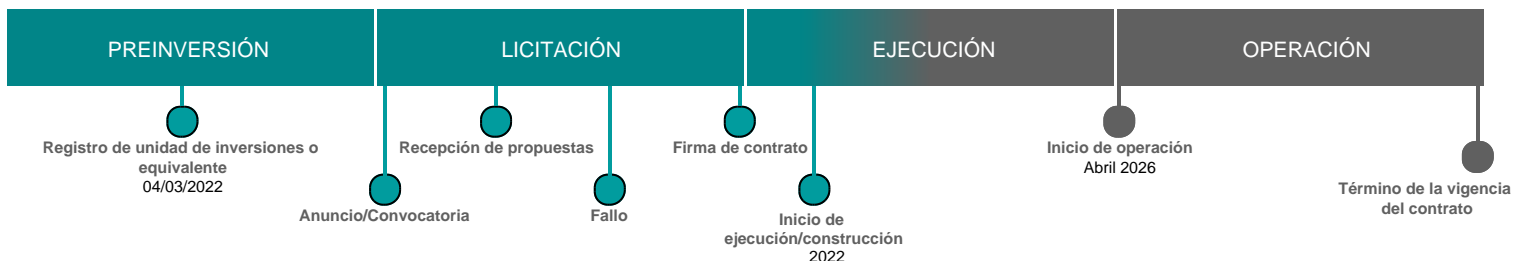 PREINVERSIÓN
LICITACIÓN
EJECUCIÓN
OPERACIÓN
Registro de unidad de inversiones o
equivalente
04/03/2022
Anuncio/Convocatoria
Recepción de propuestas
Fallo
Firma de contrato
Inicio de
ejecución/construcción
2022
Inicio de operación
Abril 2026
Término de la vigencia
del contrato